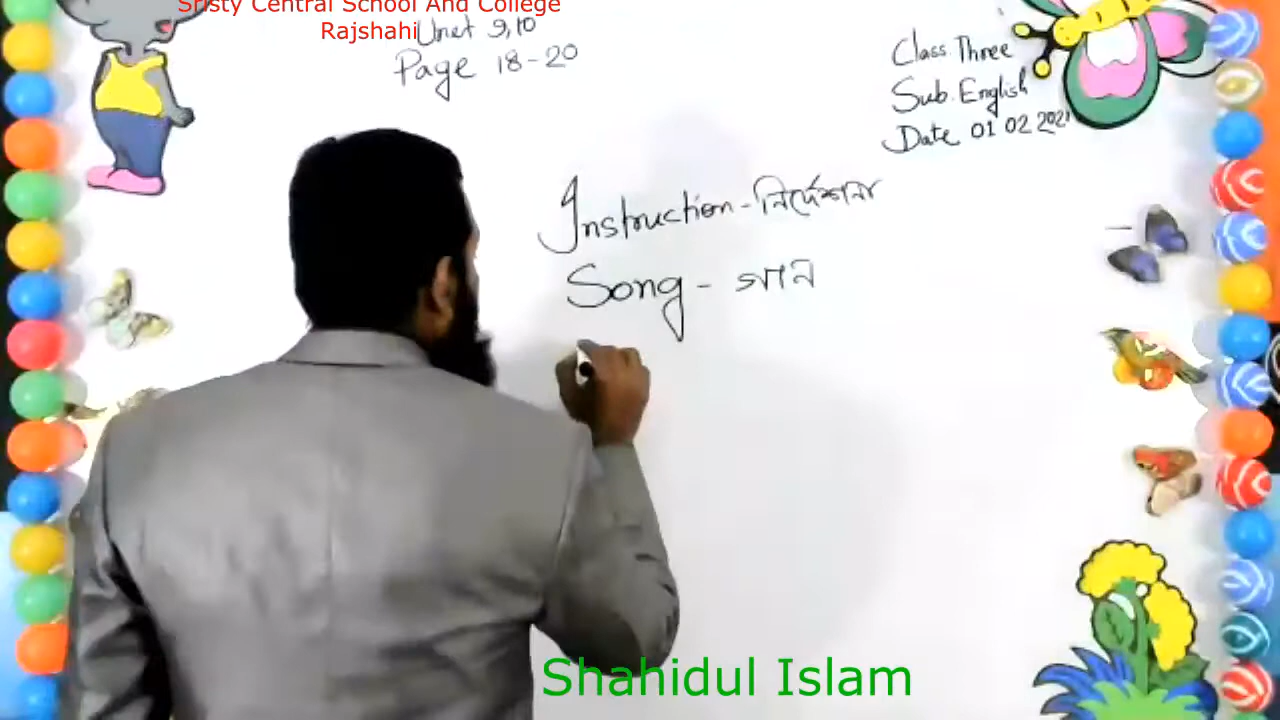 Sristy Central School And College
Rajshahi
Unet 9,10
Page 18-20
Class Three
Sub. English
Date 01 02 2021
Instruction - নির্দেশনা
Song - গান
Shahidul Islam